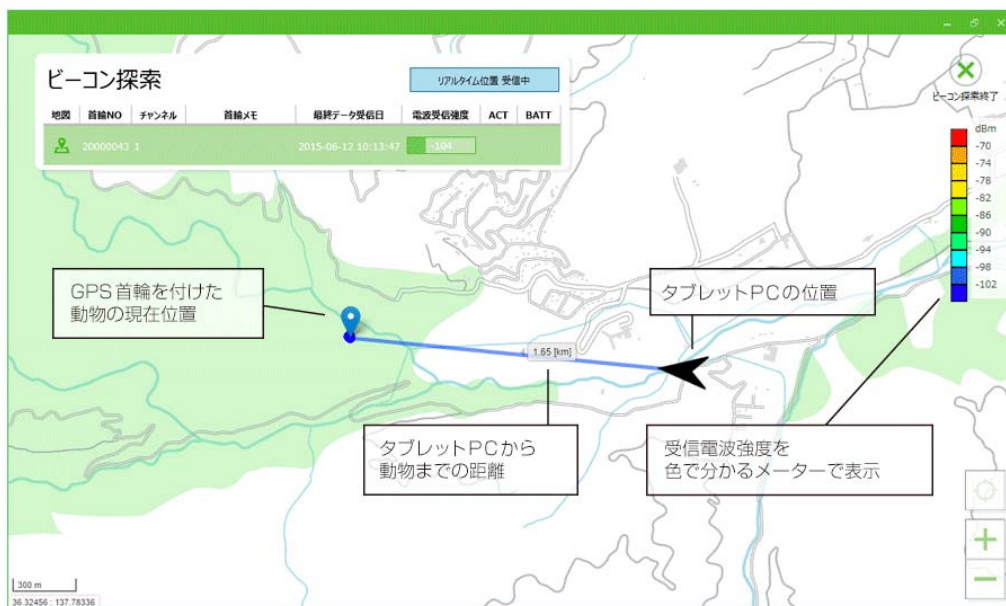 ビーコン探索
リアルタイム位置 受信中
地図 首輪NO チャンネル 首輪メモ 最終データ受信日 電波受信強度 ACT BATT
20000043 1 2015-06-12 10:13:47 -104
ビーコン探索終了
dBm
-70
-74
-78
-82
-86
-90
-94
-98
-102
GPS首輪を付けた
動物の現在位置
タブレットPCの位置
1.65 [km]
タブレットPCから
動物までの距離
受信電波強度を
色で分かるメーターで表示
300 m
36.32456 : 137.78336